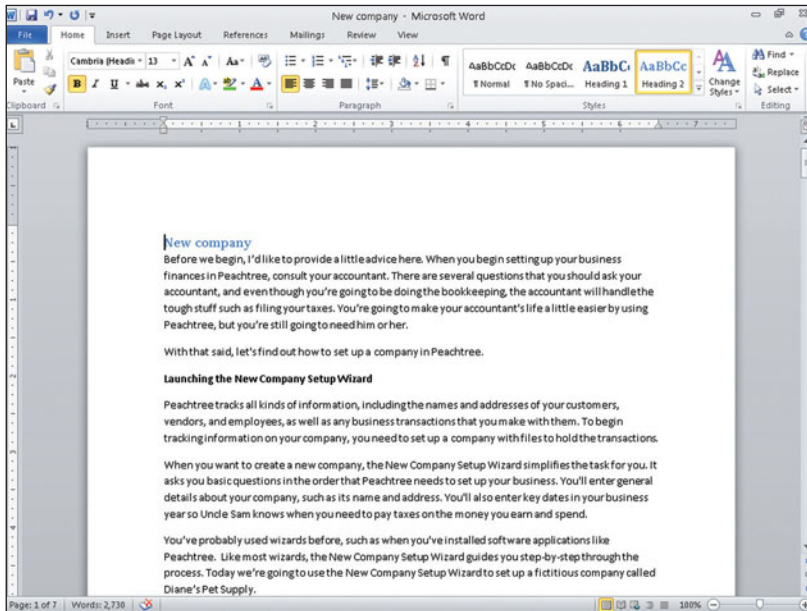 New company - Microsoft Word
File Home Insert Page Layout References Mailings Review View
Cambria (Headii 13 A A Aa
Paste B I U abe x, x² A ab A
AaBbCcDc AaBbCcDc AaBbC AaBbCc
¶ Normal ¶ No Spaci... Heading 1 Heading 2
Change Styles
Find
Replace
Select
Clipboard Font Paragraph Styles Editing
1 2 3 4 5 6 7
New company
Before we begin, I'd like to provide a little advice here. When you begin setting up your business
finances in Peachtree, consult your accountant. There are several questions that you should ask your
accountant, and even though you're going to be doing the bookkeeping, the accountant will handle the
tough stuff such as filing your taxes. You're going to make your accountant's life a little easier by using
Peachtree, but you're still going to need him or her.
With that said, let's find out how to set up a company in Peachtree.
Launching the New Company Setup Wizard
Peachtree tracks all kinds of information, including the names and addresses of your customers,
vendors, and employees, as well as any business transactions that you make with them. To begin
tracking information on your company, you need to set up a company with files to hold the transactions.
When you want to create a new company, the New Company Setup Wizard simplifies the task for you. It
asks you basic questions in the order that Peachtree needs to set up your business. You'll enter general
details about your company, such as its name and address. You'll also enter key dates in your business
year so Uncle Sam knows when you need to pay taxes on the money you earn and spend.
You've probably used wizards before, such as when you've installed software applications like
Peachtree. Like most wizards, the New Company Setup Wizard guides you step-by-step through the
process. Today we're going to use the New Company Setup Wizard to set up a fictitious company called
Diane's Pet Supply.
Page: 1 of 7 Words: 2,730 100%